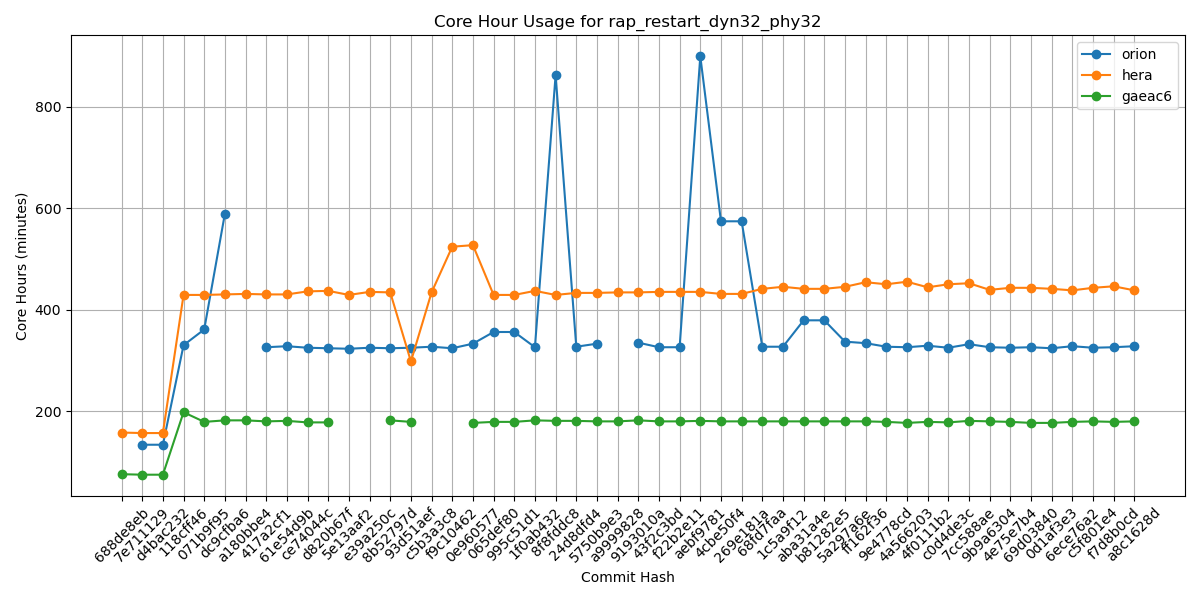 Core Hour Usage for rap_restart_dyn32_phy32
orion
hera
gaeac6
Core Hours (minutes)
800
600
400
200
688de8eb
7e711129
d4bac232
118cff46
071b9f95
dc9cfba6
a180bbe4
417a2cf1
61e54d9b
ce74044c
d820b67f
5e13aaf2
e39a250c
8b52797d
93d51aef
c5b3a3c8
f9c10462
0e960577
065def80
995c51d1
1f0ab432
8f8fdfc8
24d8dfd4
5750b9e3
a9999828
9193010a
43f253bd
f22b2e11
aebf9781
4cbe50f4
269e181a
68fd7faa
1c5a9f12
aba31a4e
b81282e5
5a297a6e
ff162f36
9e4778cd
4a566203
4f011b2
c0d4de3c
7cc588ae
9b9a6304
4e75e7b4
69d03840
0d1af3e3
6ece76a2
c5f801e4
f7d8b0cd
a8c1628d
Commit Hash